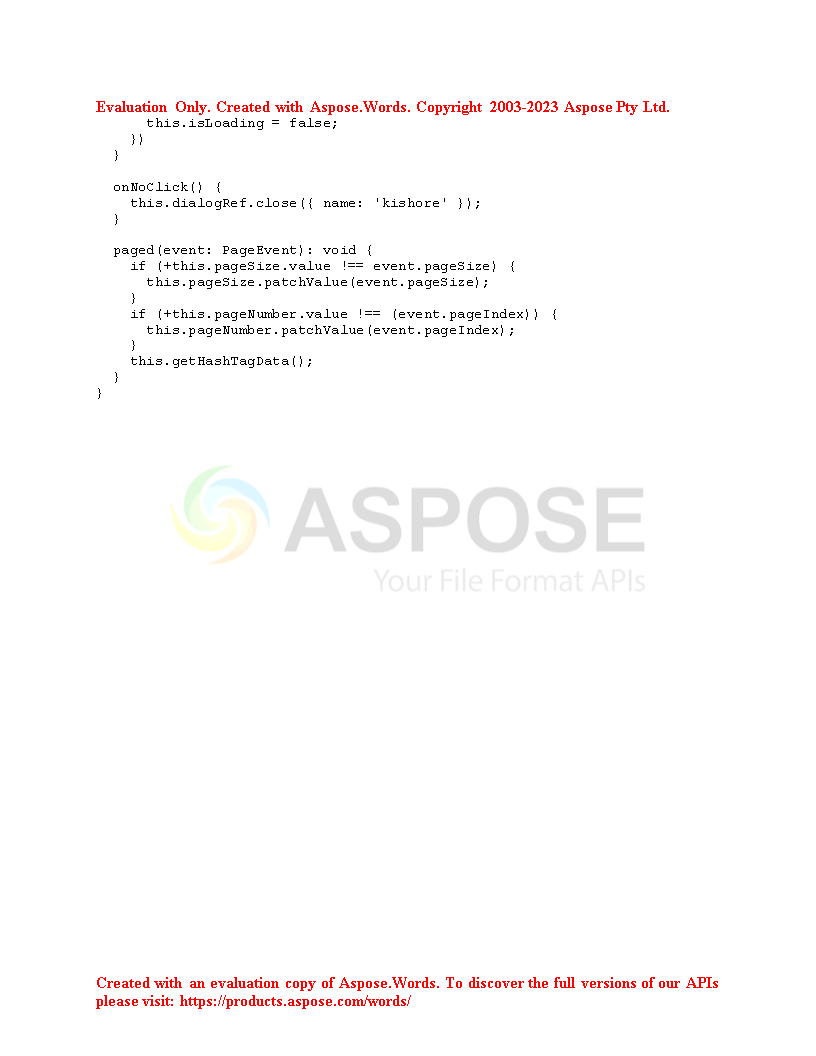 Evaluation Only. Created with Aspose.Words. Copyright 2003-2023 Aspose Pty Ltd.
      this.isLoading = false;
    })
  }

  onNoClick() {
    this.dialogRef.close({ name: 'kishore' });
  }

  paged(event: PageEvent): void {
    if (+this.pageSize.value !== event.pageSize) {
      this.pageSize.patchValue(event.pageSize);
    }
    if (+this.pageNumber.value !== (event.pageIndex)) {
      this.pageNumber.patchValue(event.pageIndex);
    }
    this.getHashTagData();
  }
}
ASPOSE
Your File Format APIs
Created with an evaluation copy of Aspose.Words. To discover the full versions of our APIs
please visit: https://products.aspose.com/words/